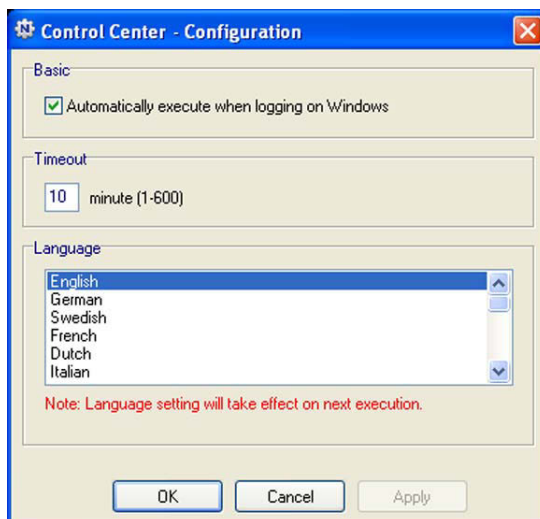 Control Center - Configuration
Basic
Automatically execute when logging on Windows
Timeout
10 minute (1-600)
Language
English
German
Swedish
French
Dutch
Italian
Note: Language setting will take effect on next execution.
OK Cancel Apply